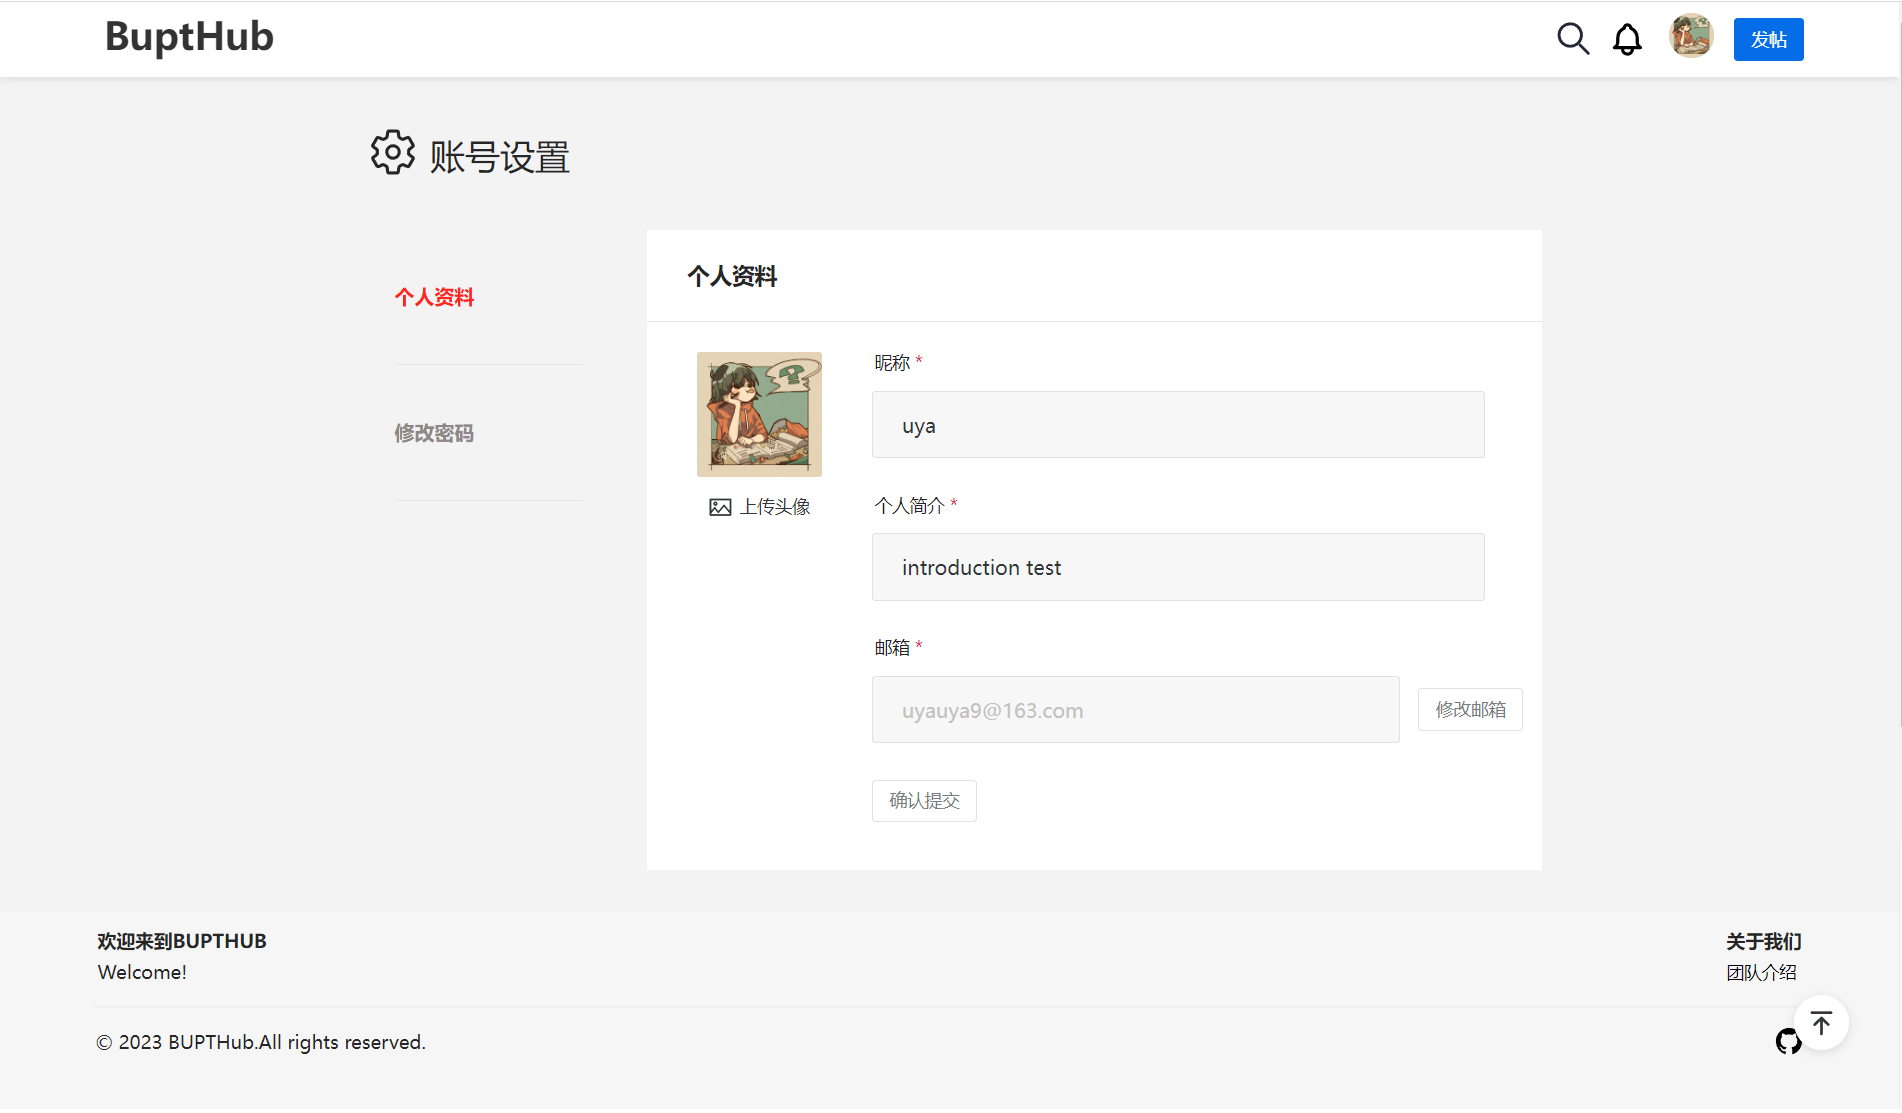 BuptHub
发帖
账号设置
个人资料
修改密码
个人资料
上传头像
昵称 *
uya
个人简介 *
introduction test
邮箱 *
uyauya9@163.com
修改邮箱
确认提交
欢迎来到BUPTHUB
Welcome!
关于我们
团队介绍
© 2023 BUPTHub.All rights reserved.